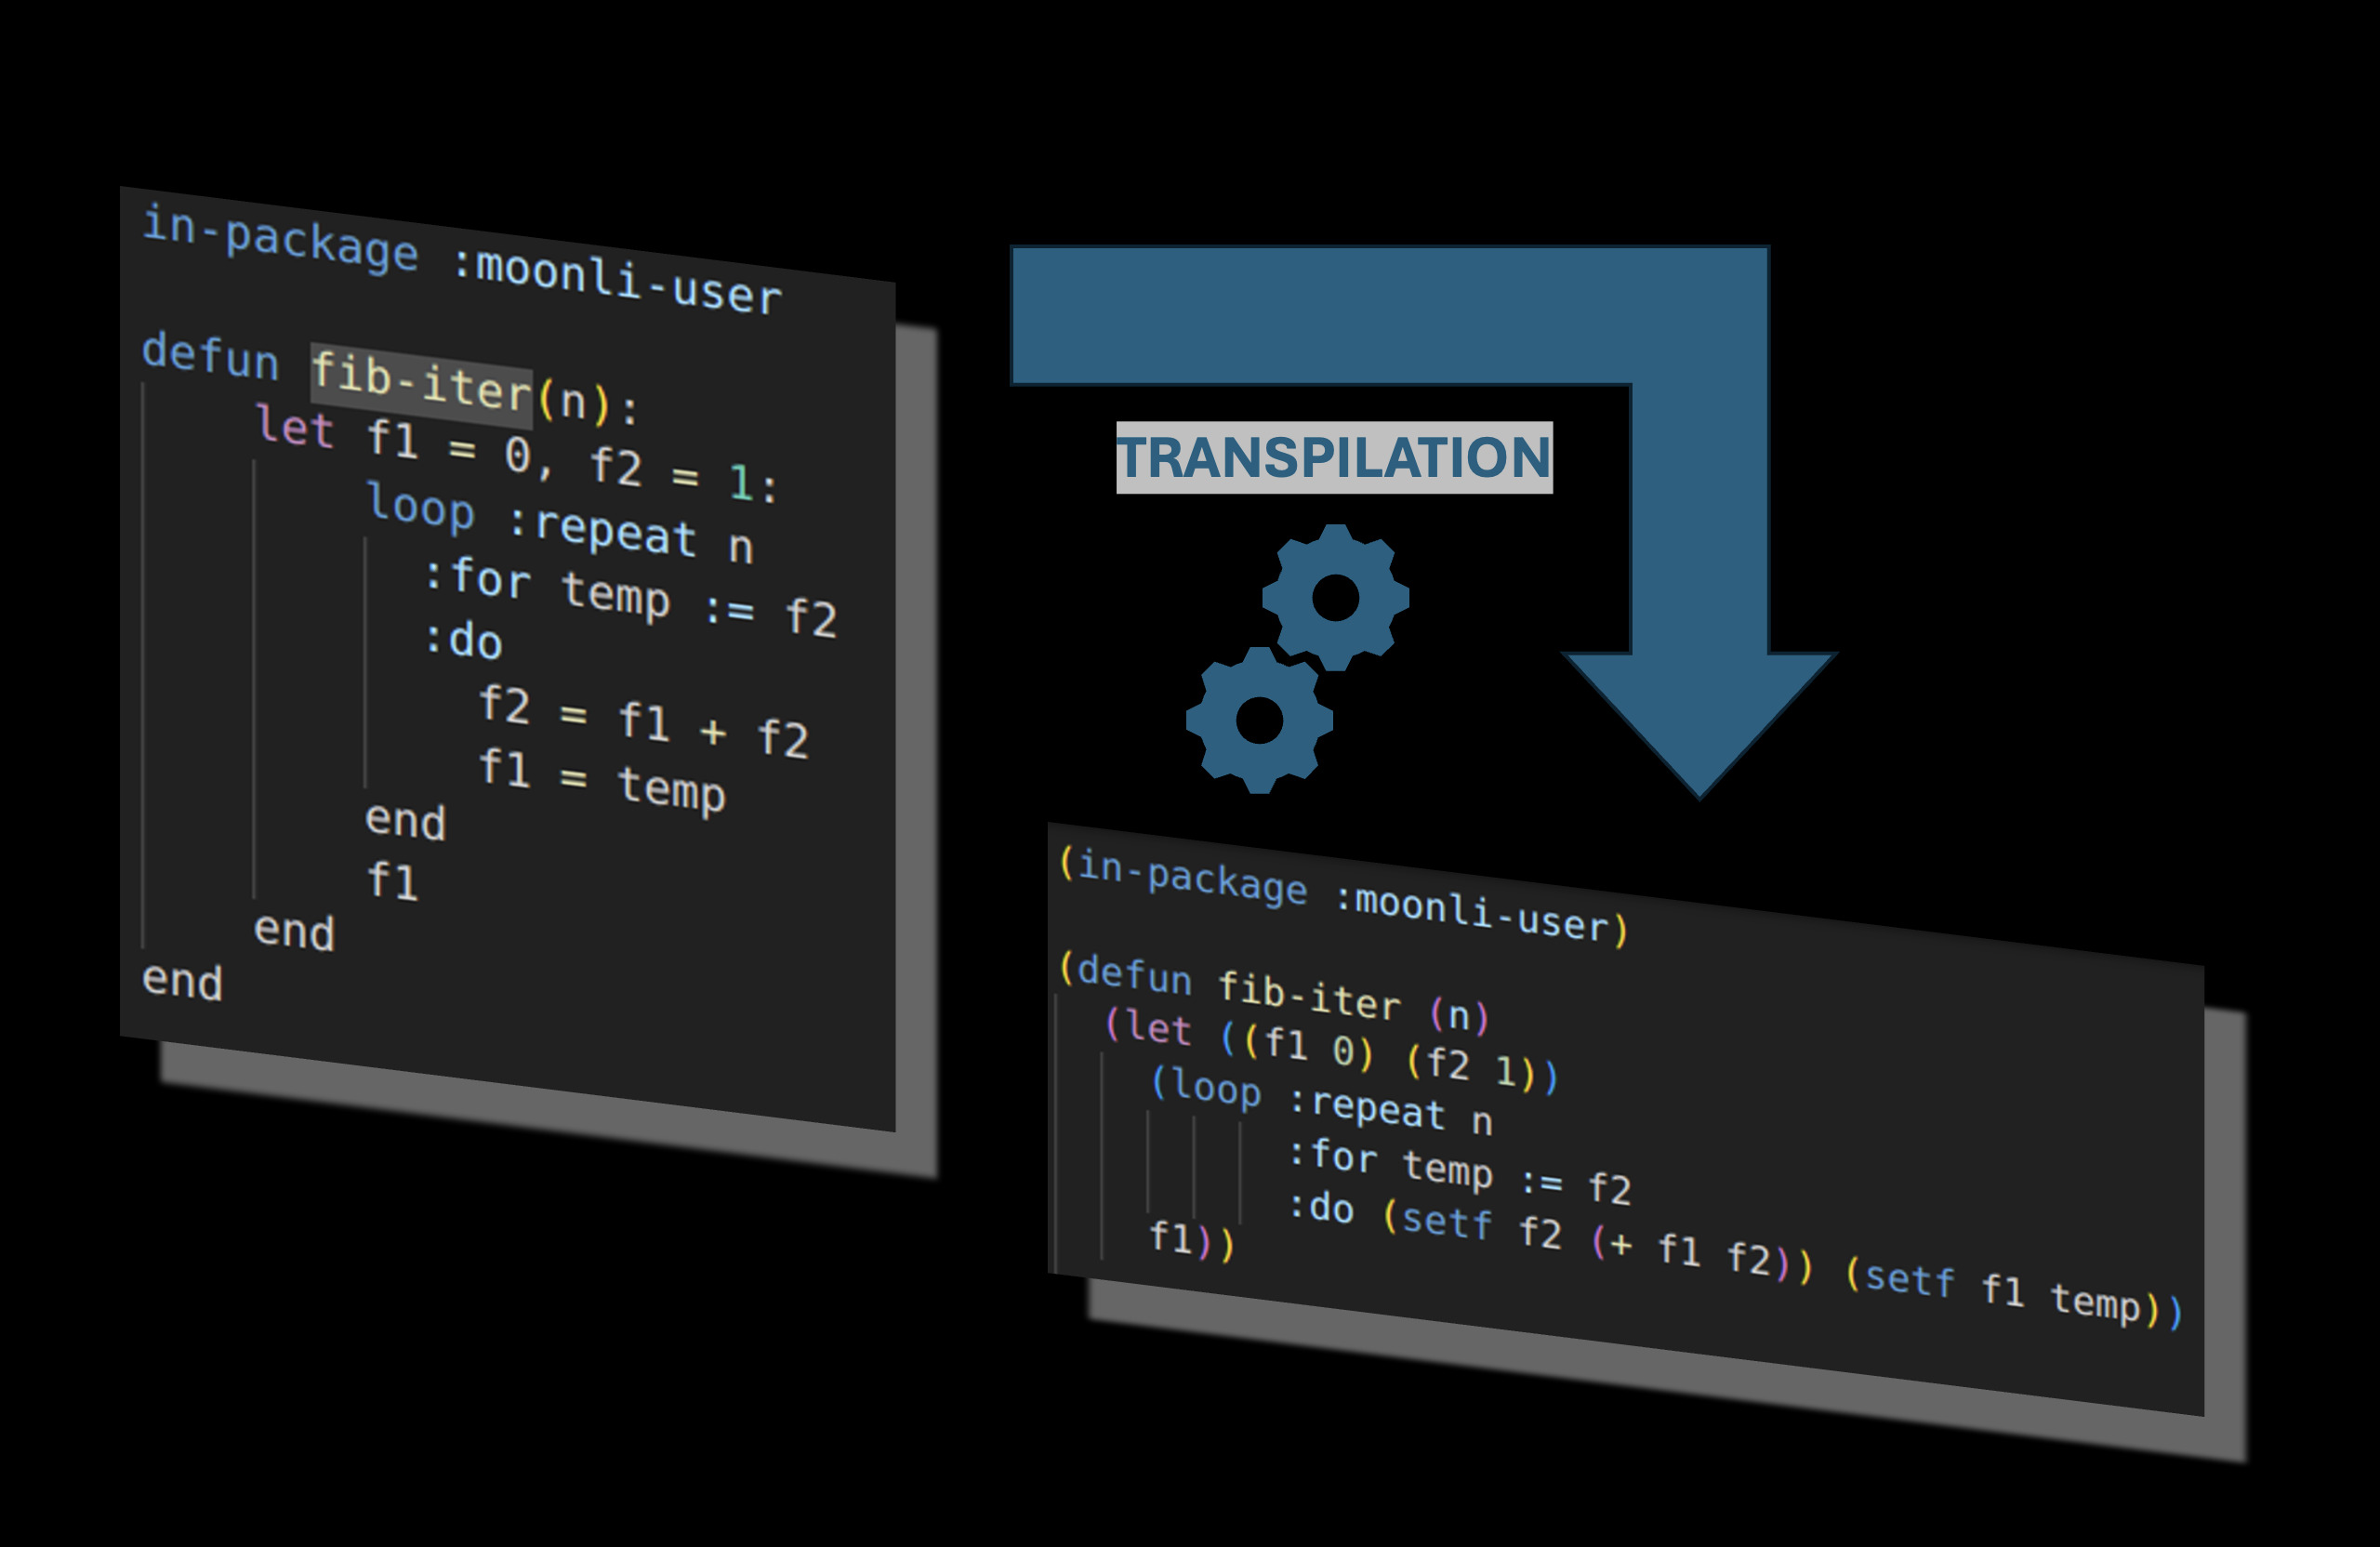 in-package :moonli-user
defun fib-iter(n):
let f1 = 0, f2 = 1:
loop :repeat n
:for temp := f2
:do
f2 = f1 + f2
f1 = temp
end
f1
end
end
TRANSPILATION
(in-package :moonli-user)
(defun fib-iter (n)
(let ((f1 0) (f2 1))
(loop :repeat n
:for temp := f2
:do (setf f2 (+ f1 f2)) (setf f1 temp))
f1))